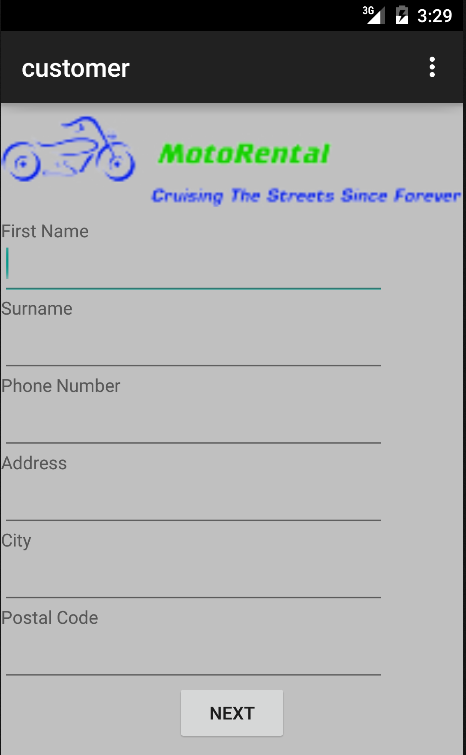 3G 3:29
customer
MotoRental
Cruising The Streets Since Forever
First Name
Surname
Phone Number
Address
City
Postal Code
NEXT